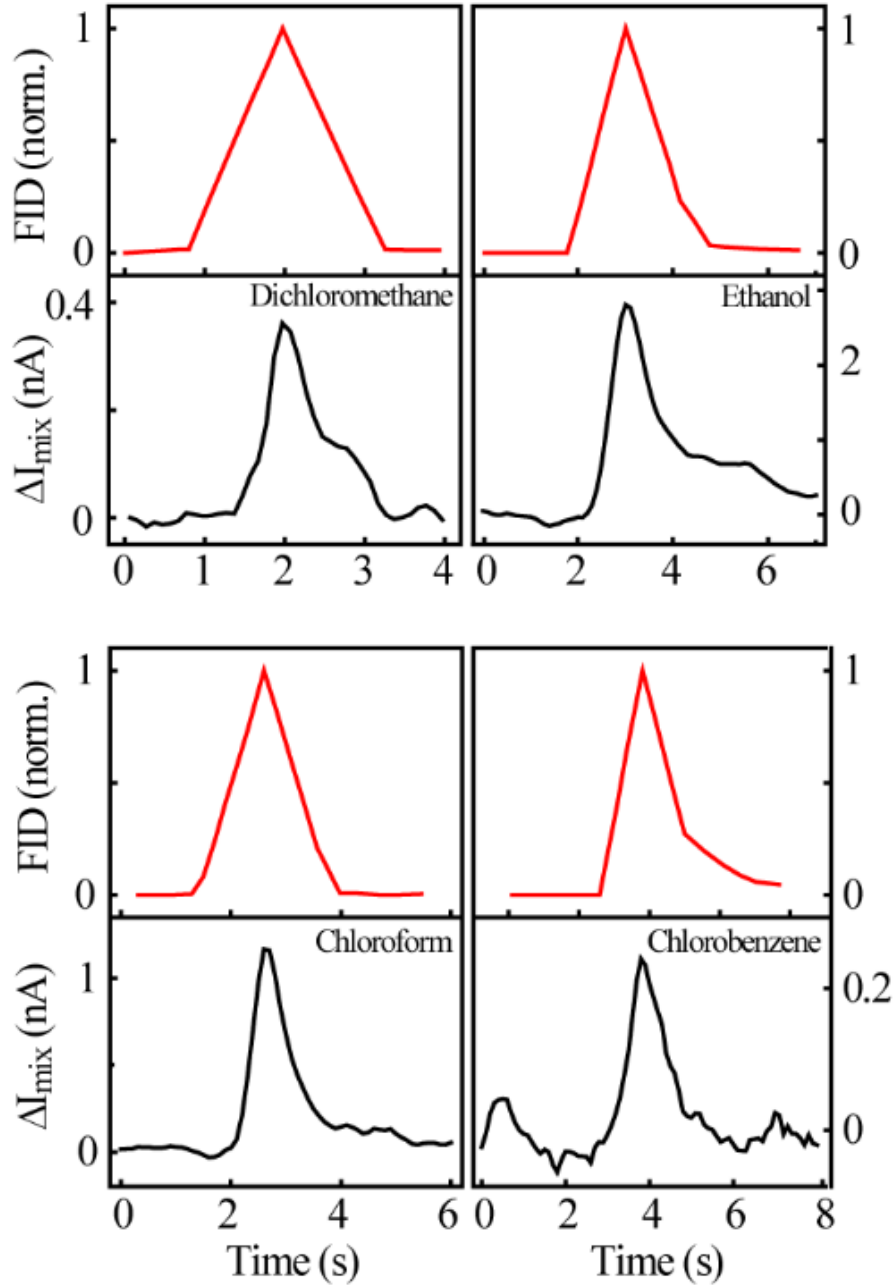 1
1
FID (norm.)
0
0
Dichloromethane
Ethanol
0.4
2
ΔImix (nA)
0
0
0 1 2 3 4
0 2 4 6
1
1
FID (norm.)
0
0
Chloroform
Chlorobenzene
1
0.2
ΔImix (nA)
0
0
0 2 4 6
0 2 4 6 8
Time (s)
Time (s)